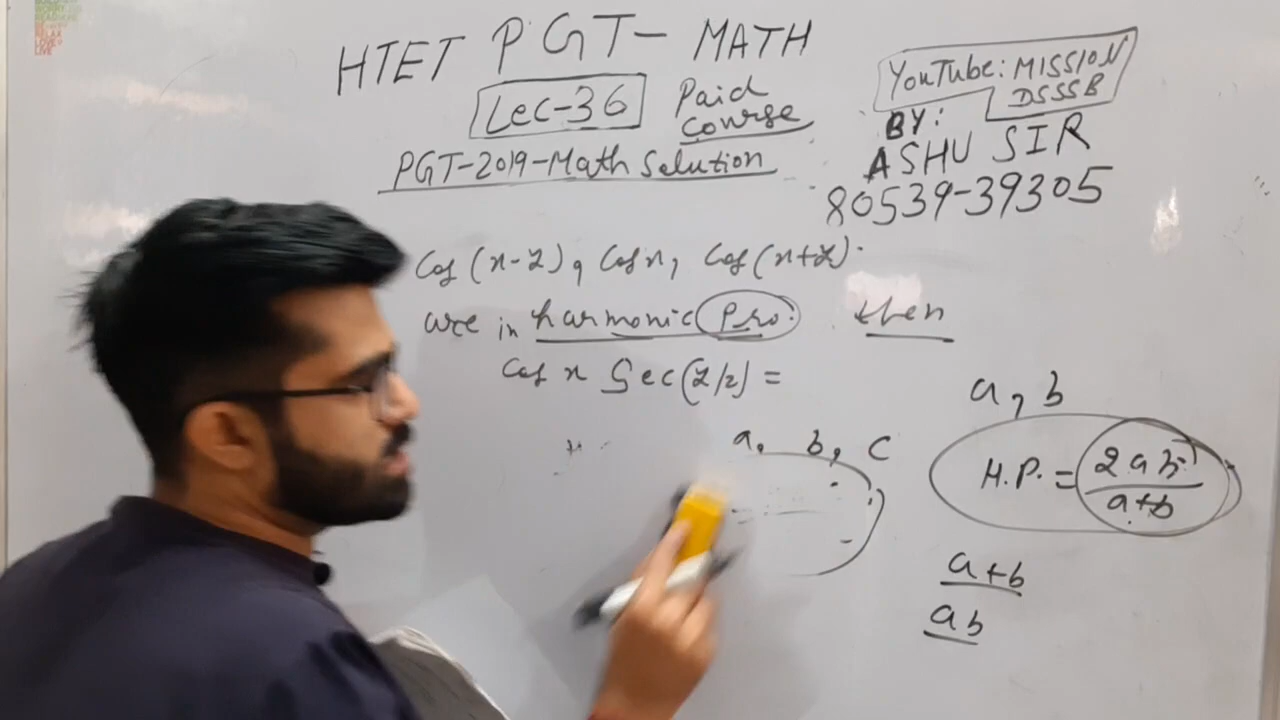 HTET PGT- MATH
Lec-36 Paid Course
PGT-2019-Math Solution
YouTube: MISSION DSSSB
BY:
ASHU SIR
80539-39305
Cos (x-z), Cosx, Cos(x+z).
are in harmonic Pro. then
Cos x Sec(z/2) =
a, b, c
a, b
H.P. = 2ab / a+b
a+b
ab